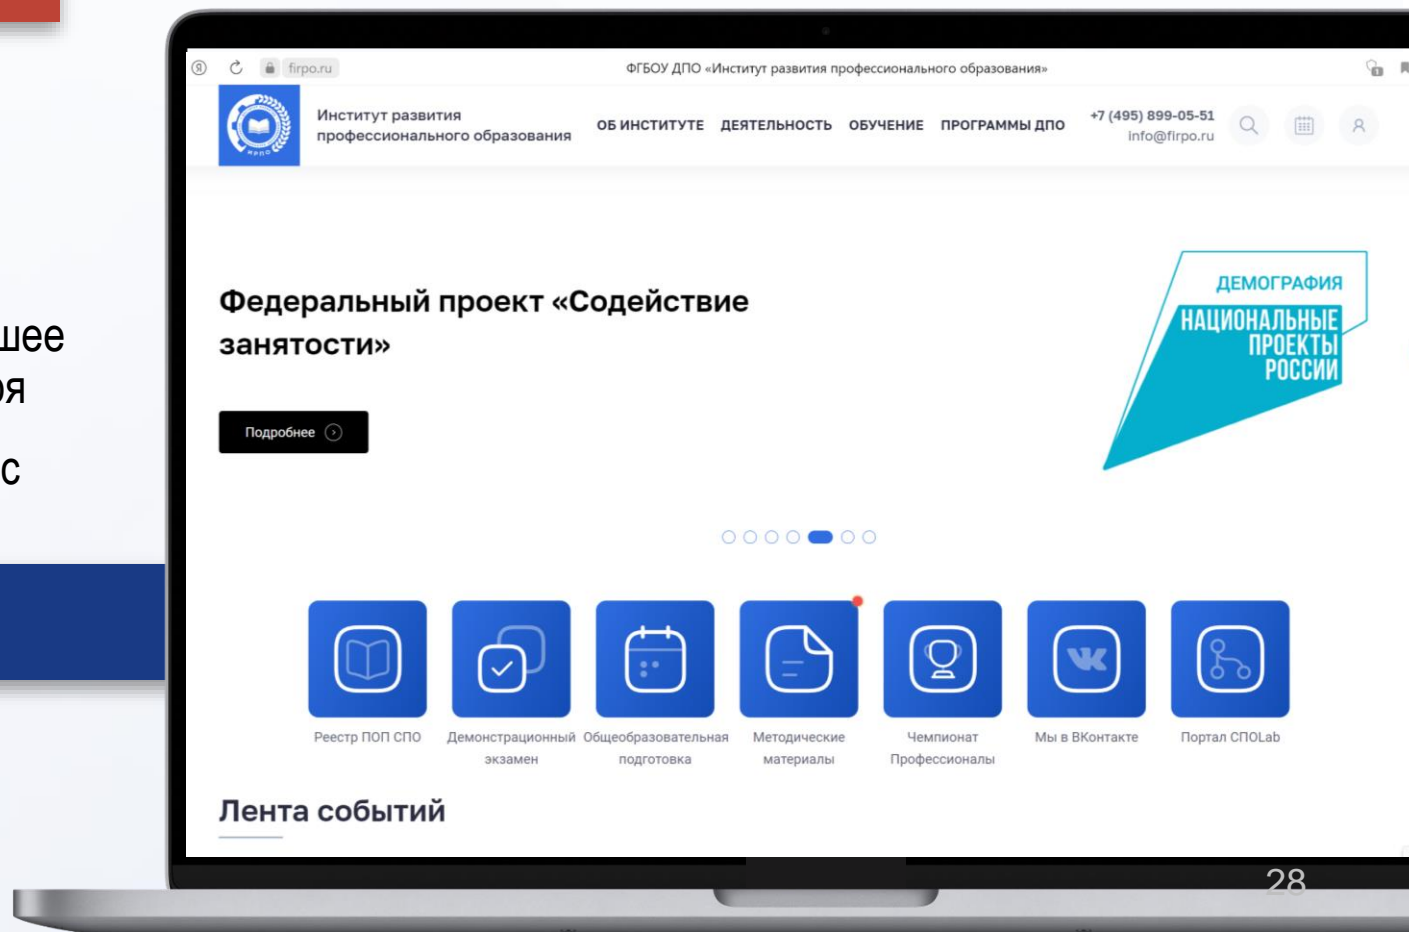 firpo.ru
ФГБОУ ДПО «Институт развития профессионального образования»
Институт развития
профессионального образования
ОБ ИНСТИТУТЕ ДЕЯТЕЛЬНОСТЬ ОБУЧЕНИЕ ПРОГРАММЫ ДПО
+7 (495) 899-05-51
info@firpo.ru
ИРПО
Федеральный проект «Содействие
занятости»
Подробнее
ДЕМОГРАФИЯ
НАЦИОНАЛЬНЫЕ
ПРОЕКТЫ
РОССИИ
Реестр ПОП СПО
Демонстрационный
экзамен
Общеобразовательная
подготовка
Методические
материалы
Чемпионат
Профессионалы
Мы в ВКонтакте
Портал СПОLab
Лента событий
28